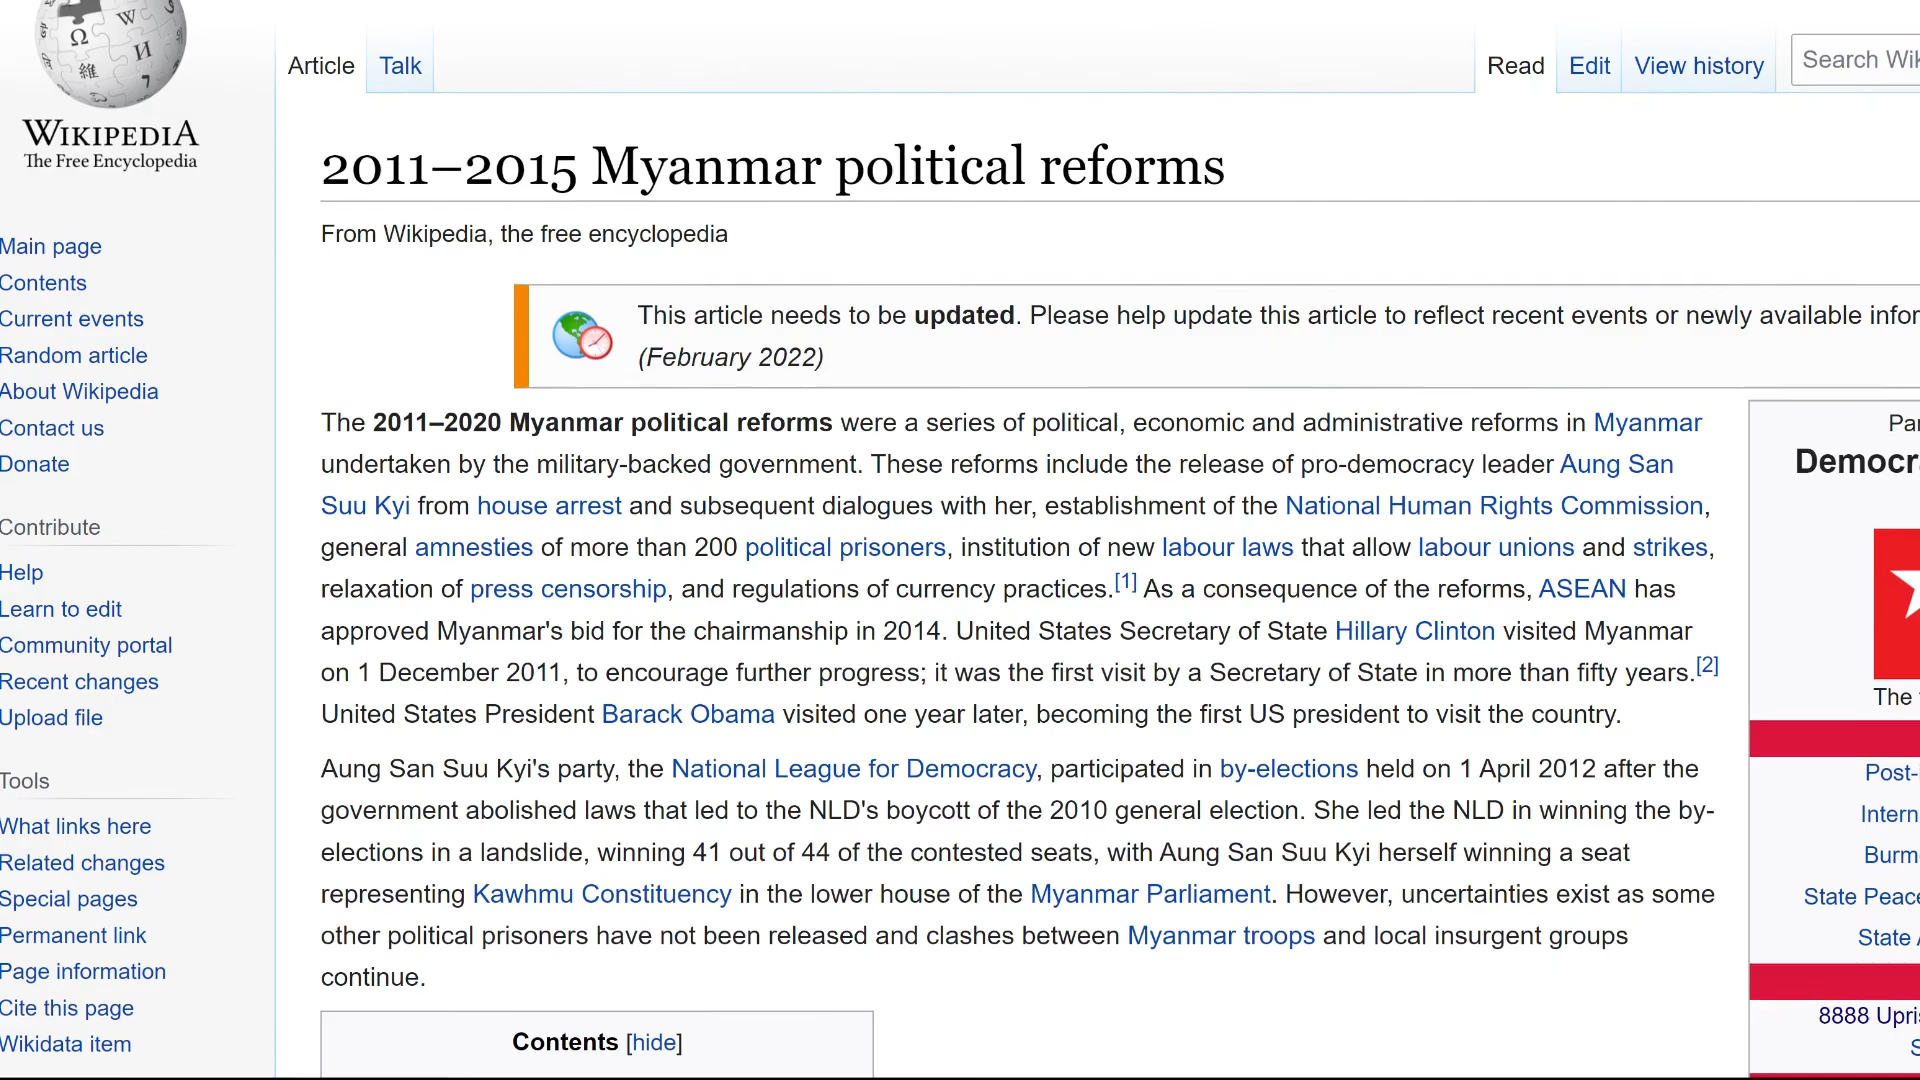 Ω W И 維 7
WIKIPEDIA
The Free Encyclopedia
Main page
Contents
Current events
Random article
About Wikipedia
Contact us
Donate
Contribute
Help
Learn to edit
Community portal
Recent changes
Upload file
Tools
What links here
Related changes
Special pages
Permanent link
Page information
Cite this page
Wikidata item
Article Talk Read Edit View history Search
2011–2015 Myanmar political reforms
From Wikipedia, the free encyclopedia
This article needs to be updated. Please help update this article to reflect recent events or newly available
(February 2022)
The 2011–2020 Myanmar political reforms were a series of political, economic and administrative reforms in Myanmar
undertaken by the military-backed government. These reforms include the release of pro-democracy leader Aung San
Suu Kyi from house arrest and subsequent dialogues with her, establishment of the National Human Rights Commission,
general amnesties of more than 200 political prisoners, institution of new labour laws that allow labour unions and strikes,
relaxation of press censorship, and regulations of currency practices.[1] As a consequence of the reforms, ASEAN has
approved Myanmar's bid for the chairmanship in 2014. United States Secretary of State Hillary Clinton visited Myanmar
on 1 December 2011, to encourage further progress; it was the first visit by a Secretary of State in more than fifty years.[2]
United States President Barack Obama visited one year later, becoming the first US president to visit the country.
Aung San Suu Kyi's party, the National League for Democracy, participated in by-elections held on 1 April 2012 after the
government abolished laws that led to the NLD's boycott of the 2010 general election. She led the NLD in winning the by-
elections in a landslide, winning 41 out of 44 of the contested seats, with Aung San Suu Kyi herself winning a seat
representing Kawhmu Constituency in the lower house of the Myanmar Parliament. However, uncertainties exist as some
other political prisoners have not been released and clashes between Myanmar troops and local insurgent groups
continue.
Contents [hide]
The
Post-
State
State
8888